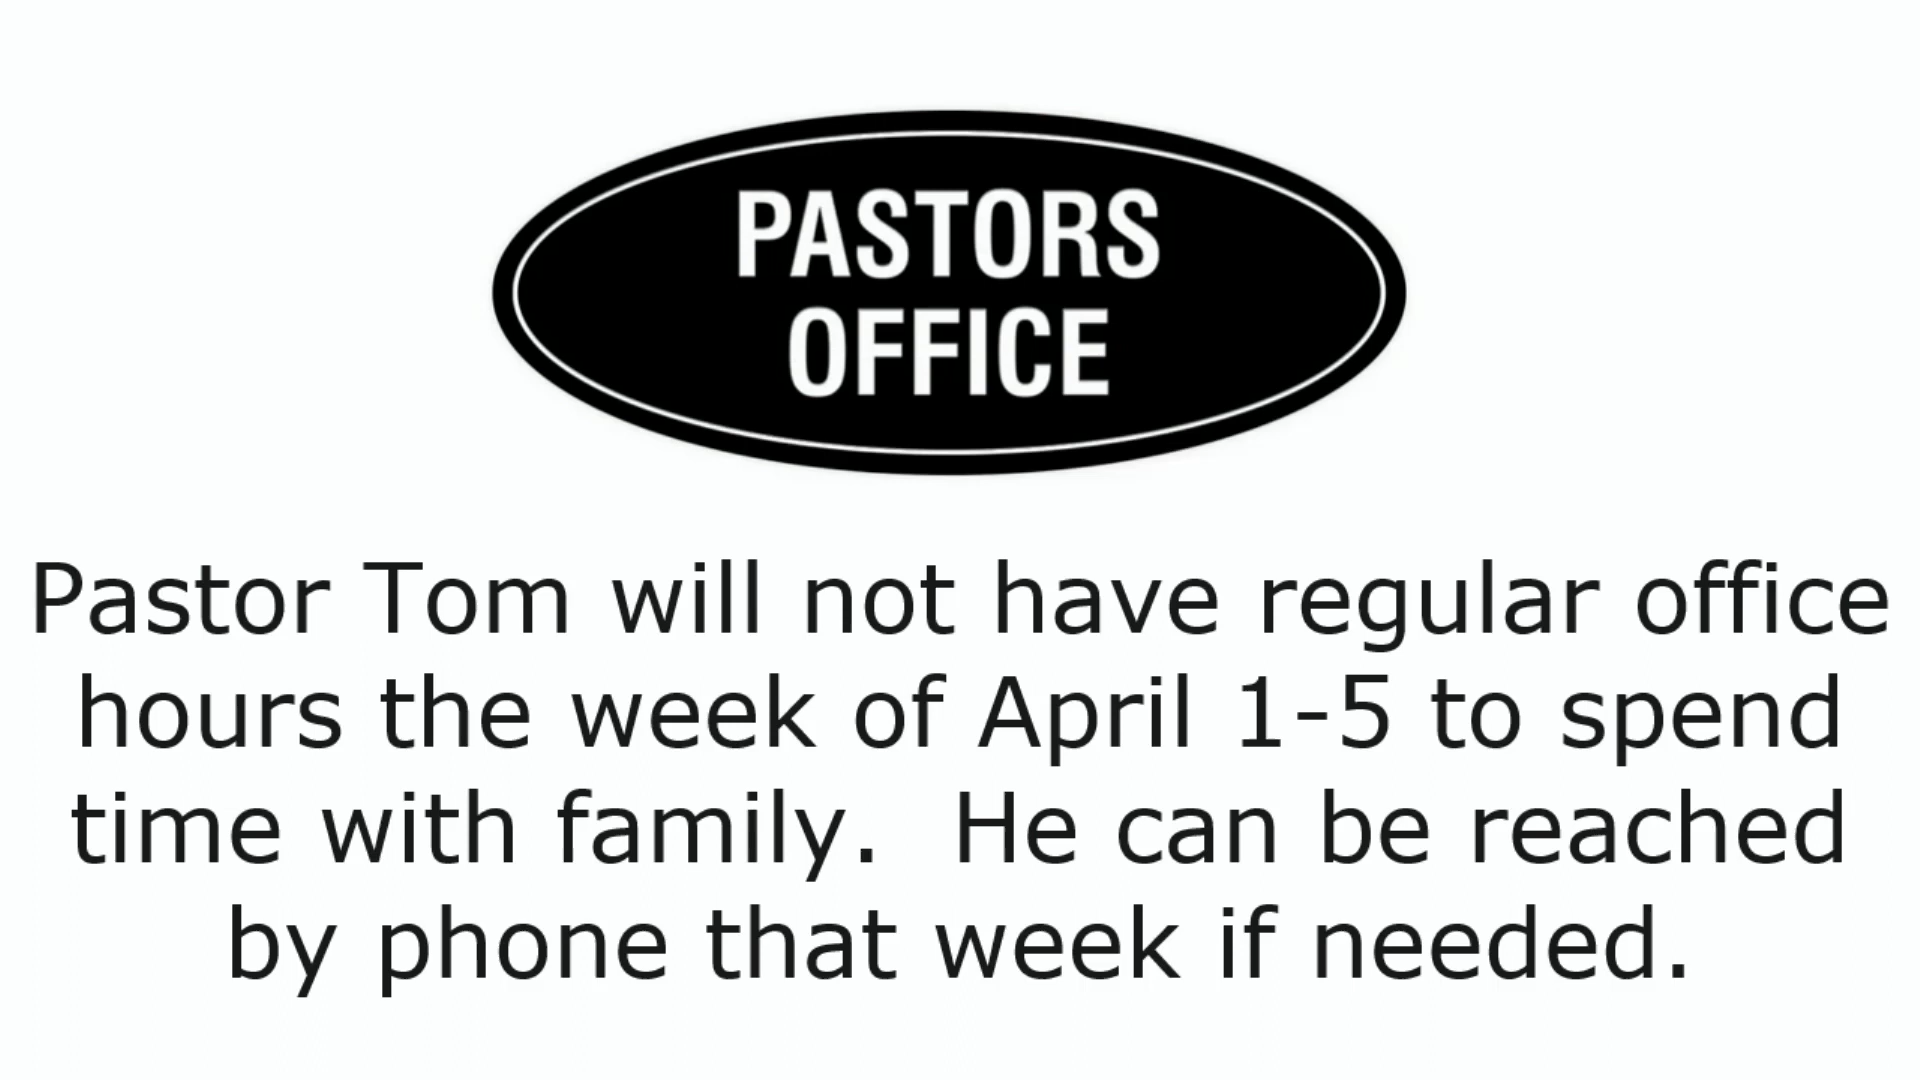 PASTORS
OFFICE
Pastor Tom will not have regular office
hours the week of April 1-5 to spend
time with family.  He can be reached
by phone that week if needed.